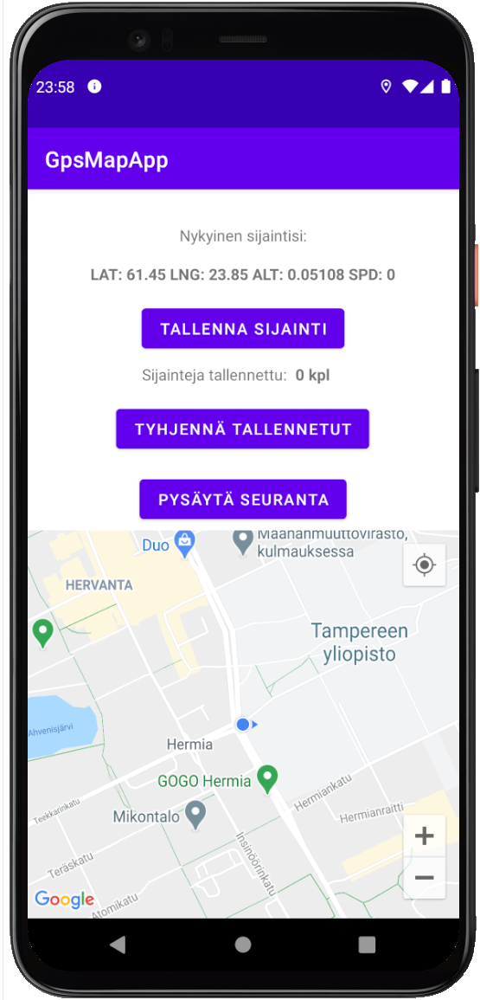 23:58
GpsMapApp
Nykyinen sijaintisi:
LAT: 61.45 LNG: 23.85 ALT: 0.05108 SPD: 0
TALLENNA SIJAINTI
Sijainteja tallennettu: 0 kpl
TYHJENNÄ TALLENNETUT
PYSÄYTÄ SEURANTA
Duo
Maahanmuuttovirasto,
kulmauksessa
HERVANTA
Tampereen
yliopisto
Ahvenisjärvi
Hermia
GOGO Hermia
Hermiankatu
Teekkarinkatu
Mikontalo
Hermianraitti
Insinöörinkatu
Teräskatu
Google
Atomikatu